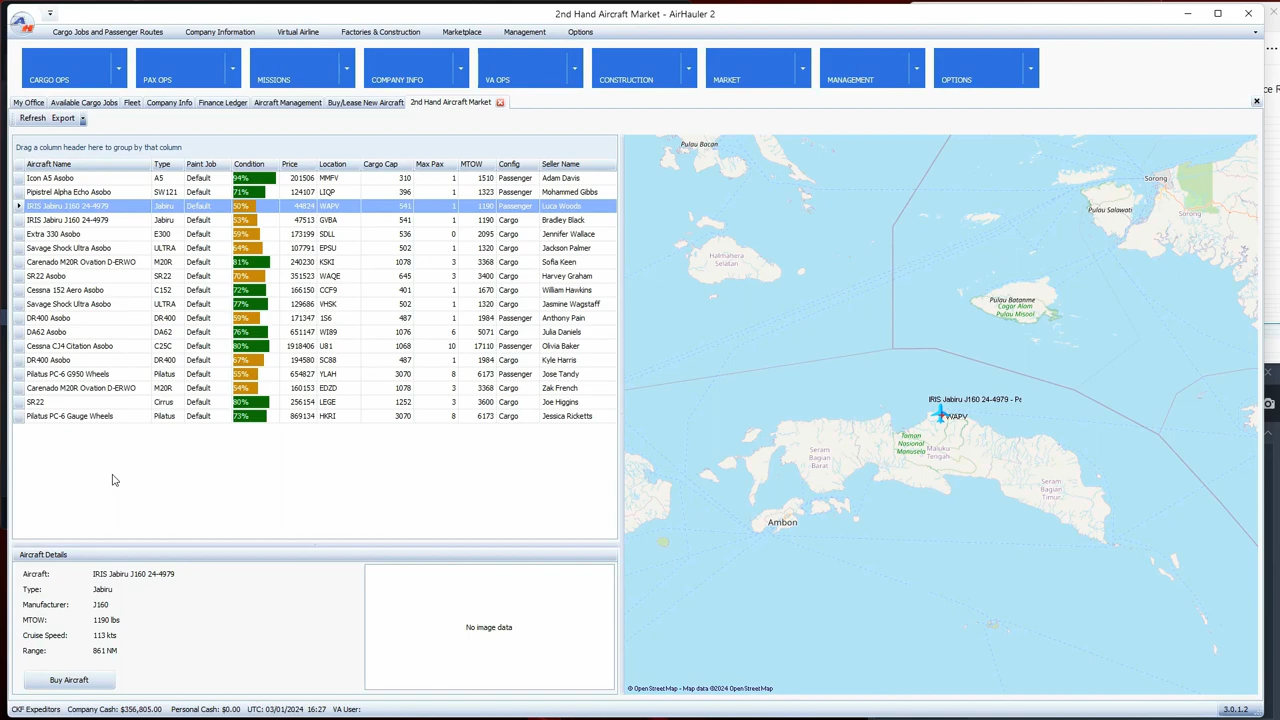 2nd Hand Aircraft Market - AirHauler 2
Cargo Jobs and Passenger Routes Company Information Virtual Airline Factories & Construction Marketplace Management Options
CARGO OPS PAX OPS MISSIONS COMPANY INFO VA OPS CONSTRUCTION MARKET MANAGEMENT OPTIONS
My Office Available Cargo Jobs Fleet Company Info Finance Ledger Aircraft Management Buy/Lease New Aircraft 2nd Hand Aircraft Market
Refresh Export
Drag a column header here to group by that column
Aircraft Name Type Paint Job Condition Price Location Cargo Cap Max Pax MTOW Config Seller Name
Icon A5 Asobo A5 Default 94% 201506 MMFV 310 1 1510 Passenger Adam Davis
Pipistrel Alpha Echo Asobo SW121 Default 71% 124107 LIQP 396 1 1323 Passenger Mohammed Gibbs
IRIS Jabiru J160 24-4979 Jabiru Default 50% 44824 WAPV 541 1 1190 Passenger Luca Woods
IRIS Jabiru J160 24-4979 Jabiru Default 53% 47513 GVBA 541 1 1190 Cargo Bradley Black
Extra 330 Asobo E300 Default 59% 173199 SDLL 536 0 2095 Cargo Jennifer Wallace
Savage Shock Ultra Asobo ULTRA Default 64% 107791 EPSU 502 1 1320 Cargo Jackson Palmer
Carenado M20R Ovation D-ERWO M20R Default 81% 240230 KSKI 1078 3 3368 Cargo Sofia Keen
SR22 Asobo SR22 Default 70% 351523 WAQE 645 3 3400 Cargo Harvey Graham
Cessna 152 Aero Asobo C152 Default 72% 166150 CCF9 401 1 1670 Cargo William Hawkins
Savage Shock Ultra Asobo ULTRA Default 77% 129686 VHSK 502 1 1320 Cargo Jasmine Wagstaff
DR400 Asobo DR400 Default 59% 171347 1S6 487 1 1984 Passenger Anthony Pain
DA62 Asobo DA62 Default 76% 651147 WI89 1076 6 5071 Cargo Julia Daniels
Cessna CJ4 Citation Asobo C25C Default 80% 1918406 U81 1068 10 17110 Passenger Olivia Baker
DR400 Asobo DR400 Default 67% 194580 SC88 487 1 1984 Cargo Kyle Harris
Pilatus PC-6 G950 Wheels Pilatus Default 55% 654827 YLAH 3070 8 6173 Passenger Jose Tandy
Carenado M20R Ovation D-ERWO M20R Default 54% 160130 EDZD 1078 3 3368 Cargo Zak French
SR22 Cirrus Default 80% 256154 LEGE 1252 3 3600 Cargo Joe Higgins
Pilatus PC-6 Gauge Wheels Pilatus Default 73% 869134 HKRI 3070 8 6173 Cargo Jessica Ricketts
Pulau Bacan
Sorong
Pulau Salawati
Halmahera Selatan
Pulau Batanme
Cagar Alam Pulau Misool
IRIS Jabiru J160 24-4979 - Pa
WAPV
Taman Nasional Manusela
Maluku Tengah
Seram Bagian Barat
Seram Bagian Timur
Ambon
© OpenStreetMap - Map data ©2024 OpenStreetMap
Aircraft Details
Aircraft: IRIS Jabiru J160 24-4979
Type: Jabiru
Manufacturer: J160
MTOW: 1190 lbs
Cruise Speed: 113 kts
Range: 861 NM
No image data
Buy Aircraft
CKF Expeditors Company Cash: $356,805.00 Personal Cash: $0.00 UTC: 03/01/2024 16:27 VA User: 3.0.1.2